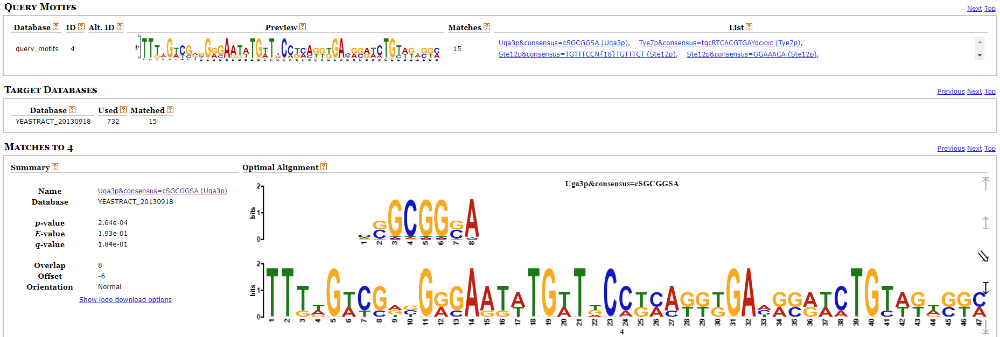 QUERY MOTIFS
Next Top
Database ? ID ? Alt. ID ? Preview ? Matches ? List ?
query_motifs 4 15 Uga3p&consensus=cSGCGGSA (Uga3p), Tye7p&consensus=tgcRTCACGTGAYgcxxc (Tye7p),
Ste12p&consensus=TGTTTCCN{18}TGTTTCT (Ste12p), Ste12p&consensus=GGAAACA (Ste12p),
TARGET DATABASES
Previous Next Top
Database ? Used ? Matched ?
YEASTRACT_20130918 732 15
MATCHES TO 4
Previous Next Top
Summary ?
Name Uga3p&consensus=cSGCGGSA (Uga3p)
Database YEASTRACT_20130918
p-value 2.64e-04
E-value 1.93e-01
q-value 1.84e-01
Overlap 8
Offset -6
Orientation Normal
Show logo download options
Optimal Alignment ?
Uga3p&consensus=cSGCGGSA
bits
2
1
0
1 2 3 4 5 6 7 8
bits
2
1
0
1 2 3 4 5 6 7 8 9 10 11 12 13 14 15 16 17 18 19 20 21 22 23 24 25 26 27 28 29 30 31 32 33 34 35 36 37 38 39 40 41 42 43 44 45 46 47
4